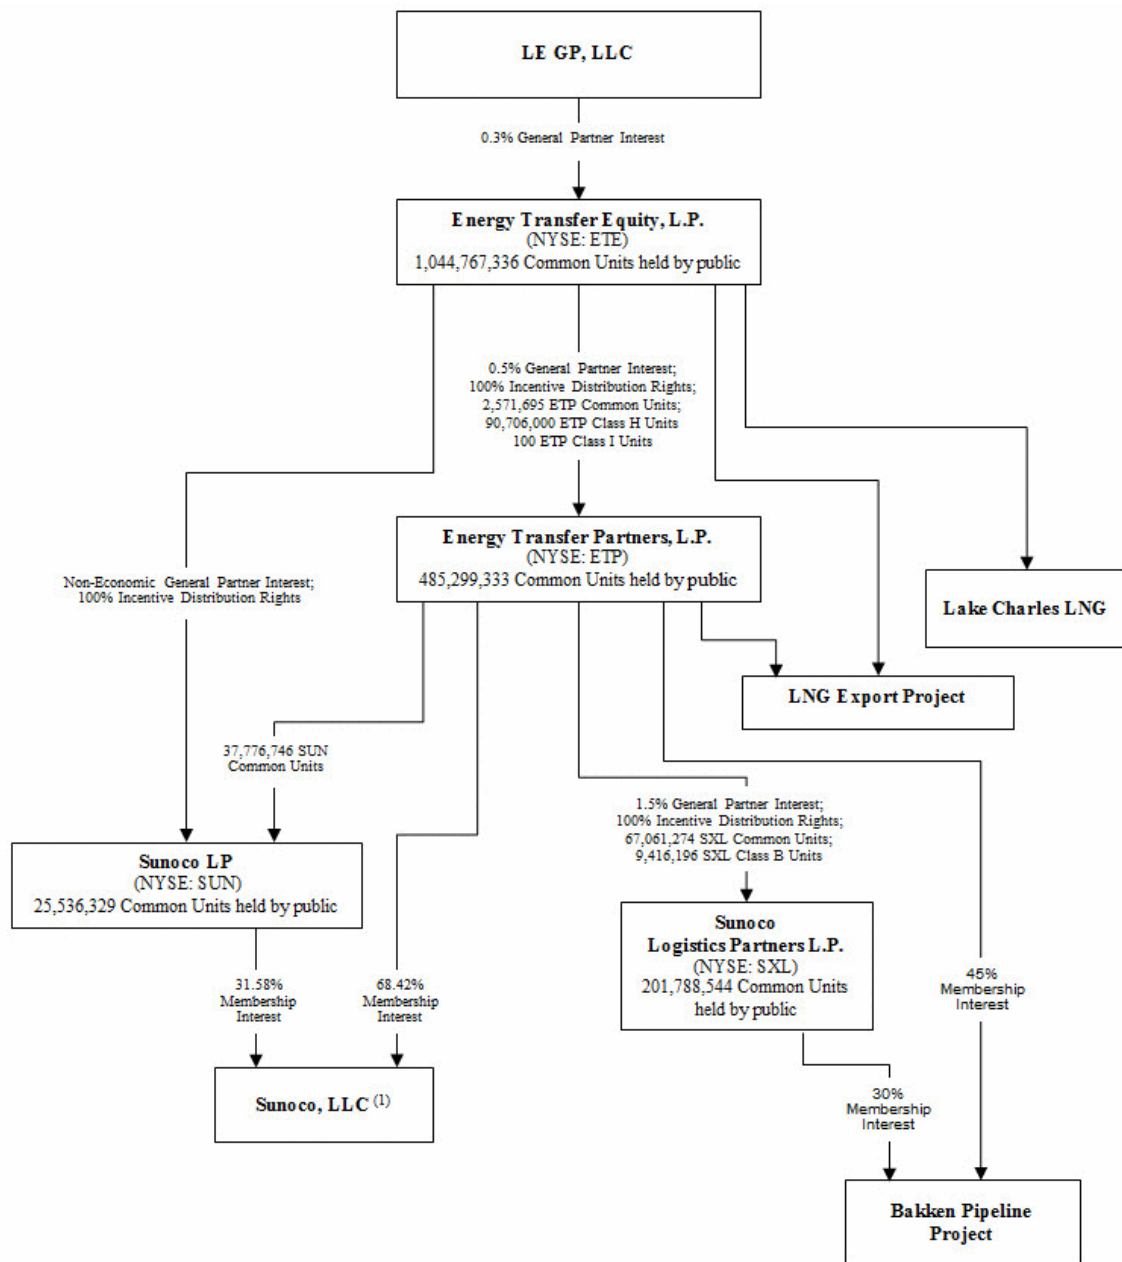 LE GP, LLC
0.3% General Partner Interest
Energy Transfer Equity, L.P.
(NYSE: ETE)
1,044,767,336 Common Units held by public
0.5% General Partner Interest;
100% Incentive Distribution Rights;
2,571,695 ETP Common Units;
90,706,000 ETP Class H Units
100 ETP Class I Units
Energy Transfer Partners, L.P.
(NYSE: ETP)
485,299,333 Common Units held by public
Non-Economic General Partner Interest;
100% Incentive Distribution Rights
Lake Charles LNG
LNG Export Project
37,776,746 SUN
Common Units
1.5% General Partner Interest;
100% Incentive Distribution Rights;
67,061,274 SXL Common Units;
9,416,196 SXL Class B Units
Sunoco LP
(NYSE: SUN)
25,536,329 Common Units held by public
Sunoco
Logistics Partners L.P.
(NYSE: SXL)
201,788,544 Common Units
held by public
31.58%
Membership
Interest
68.42%
Membership
Interest
45%
Membership
Interest
Sunoco, LLC (1)
30%
Membership
Interest
Bakken Pipeline
Project